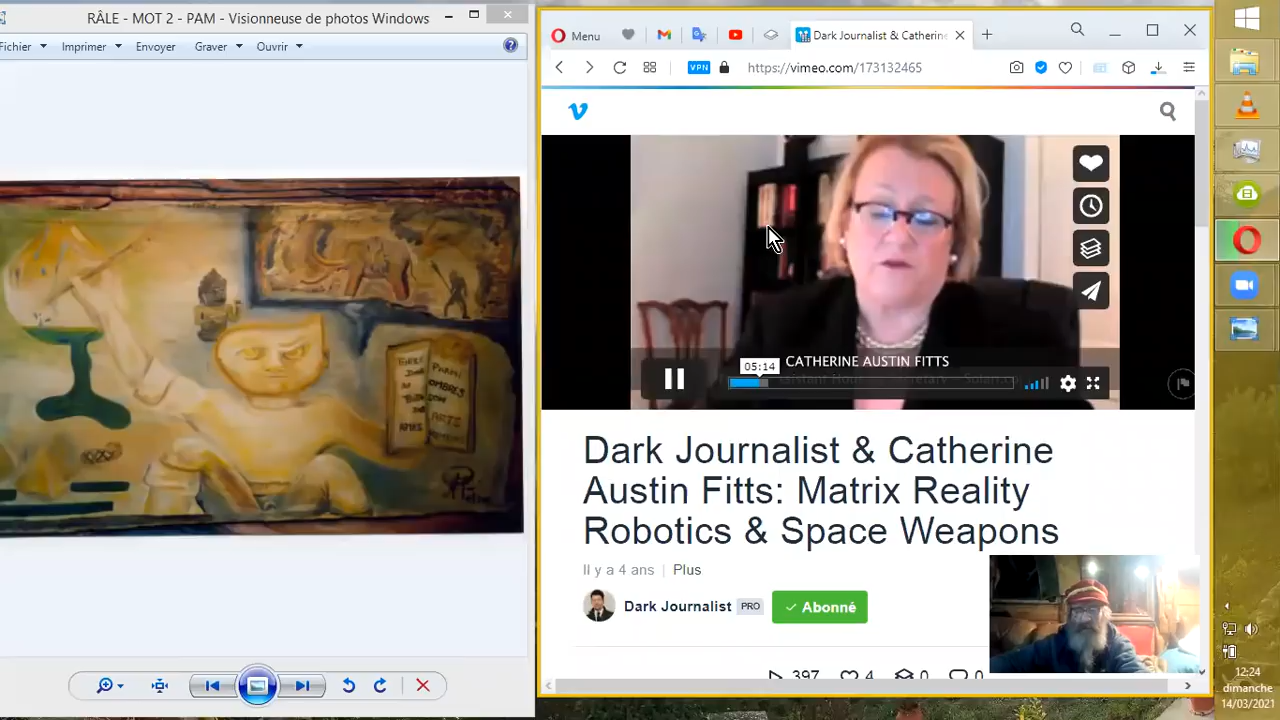 RÂLE - MOT 2 - PAM - Visionneuse de photos Windows
Fichier Imprimer Envoyer Graver Ouvrir
Menu
Dark Journalist & Catherine
VPN https://vimeo.com/173132465
CATHERINE AUSTIN FITTS
05:14
Dark Journalist & Catherine
Austin Fitts: Matrix Reality
Robotics & Space Weapons
Il y a 4 ans Plus
Dark Journalist PRO Abonné
397 4 0 0
12:24
dimanche
14/03/2021